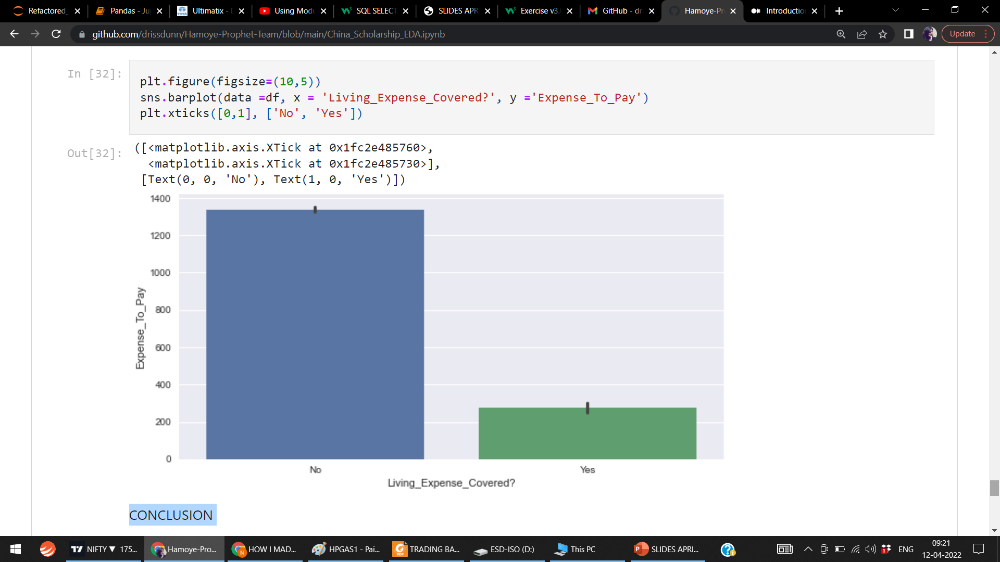 Refactored_
Pandas - Ju
Ultimatix - D
Using Modu
SQL SELECT
SLIDES APR
Exercise v3.
GitHub - dri
Hamoye-Pr
Introduction
github.com/drissdunn/Hamoye-Prophet-Team/blob/main/China_Scholarship_EDA.ipynb
Update
In [32]:
plt.figure(figsize=(10,5))
sns.barplot(data =df, x = 'Living_Expense_Covered?', y ='Expense_To_Pay')
plt.xticks([0,1], ['No', 'Yes'])
Out[32]:
([<matplotlib.axis.XTick at 0x1fc2e485760>,
<matplotlib.axis.XTick at 0x1fc2e485730>],
[Text(0, 0, 'No'), Text(1, 0, 'Yes')])
1400
1200
1000
800
600
400
200
0
Expense_To_Pay
No
Yes
Living_Expense_Covered?
CONCLUSION
NIFTY ▼ 175...
Hamoye-Pro...
HOW I MAD...
HPGAS1 - Pai...
TRADING BA...
ESD-ISO (D:)
This PC
SLIDES APRI...
ENG
09:21
12-04-2022